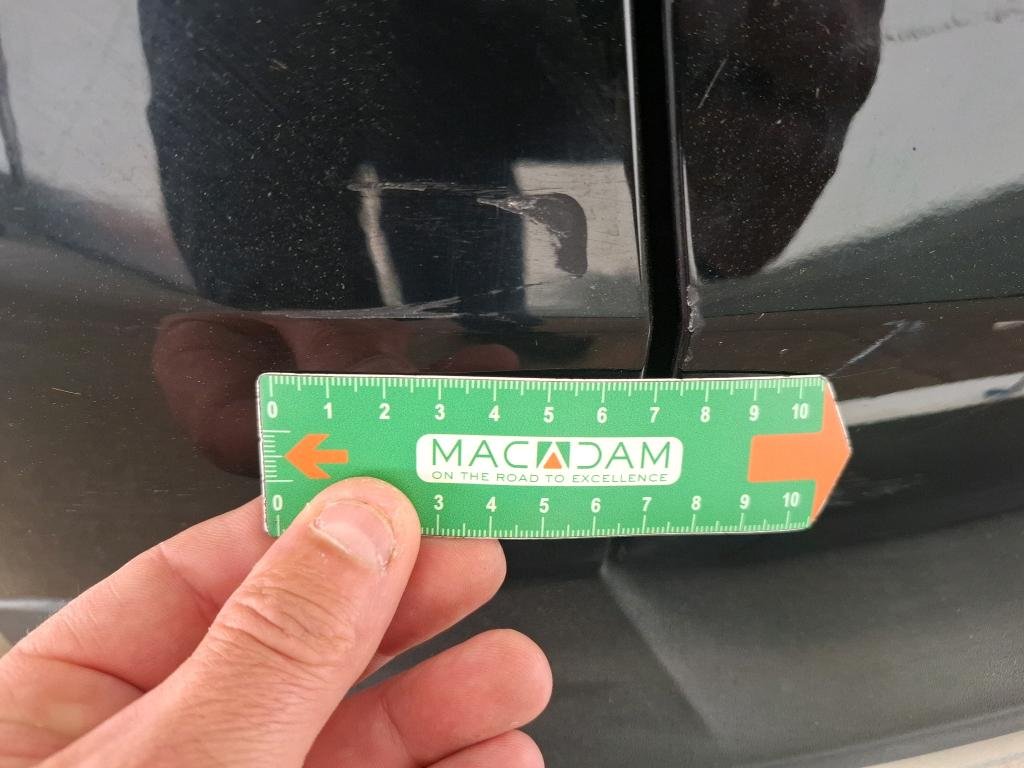 0 1 2 3 4 5 6 7 8 9 10
MACADAM
ON THE ROAD TO EXCELLENCE
0 3 4 5 6 7 8 9 10